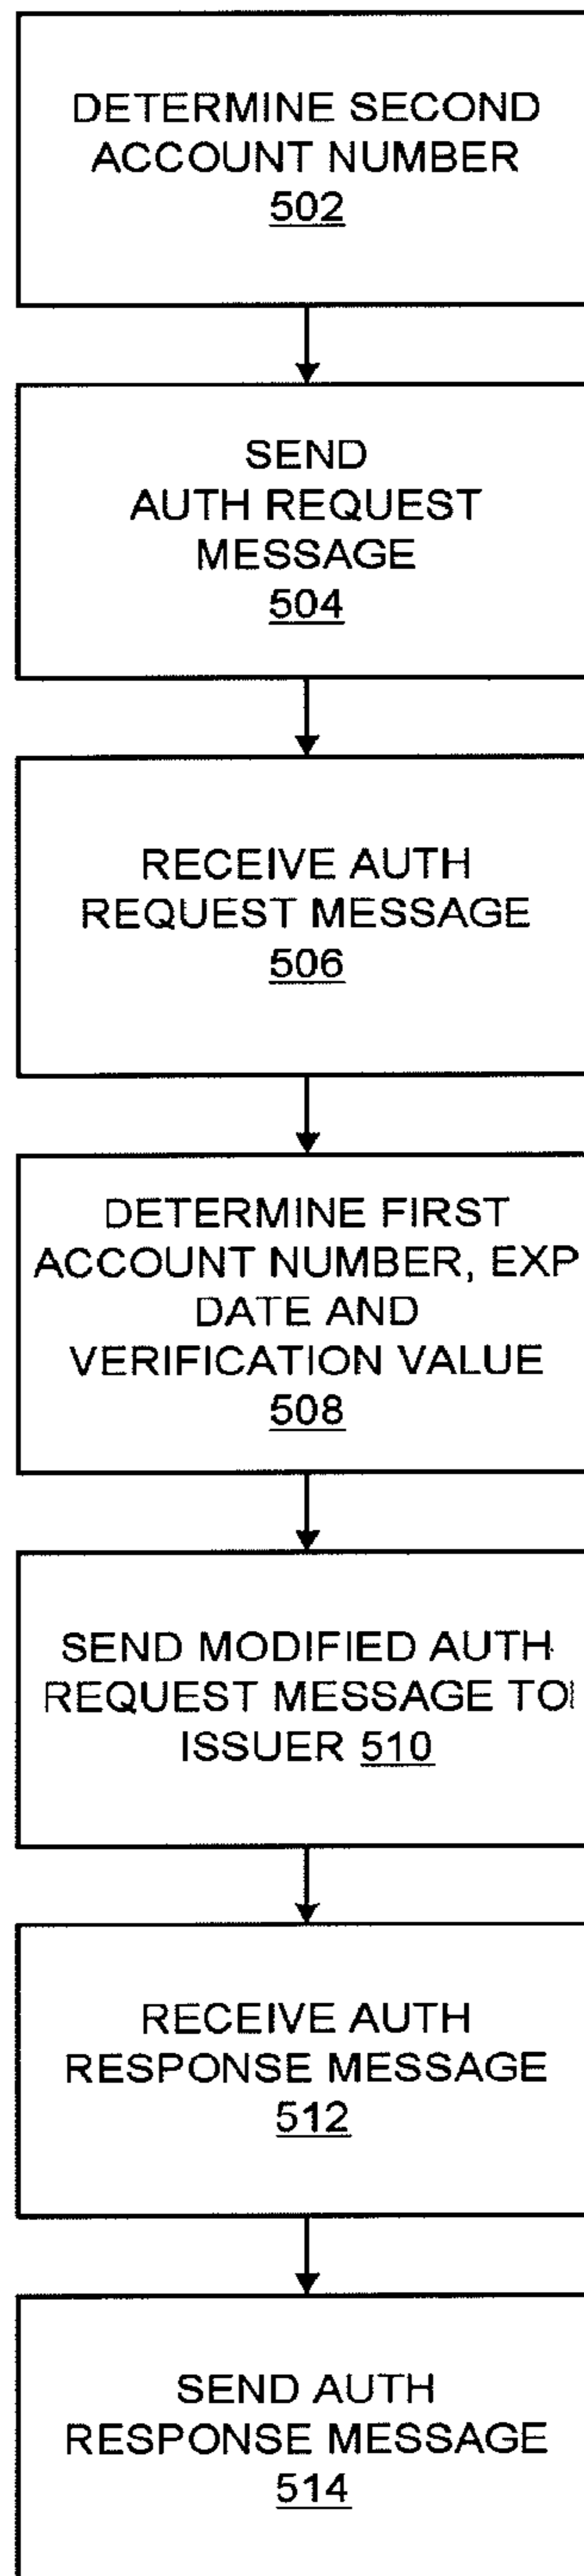 DETERMINE SECOND
ACCOUNT NUMBER
502
SEND
AUTH REQUEST
MESSAGE
504
RECEIVE AUTH
REQUEST MESSAGE
506
DETERMINE FIRST
ACCOUNT NUMBER, EXP
DATE AND
VERIFICATION VALUE
508
SEND MODIFIED AUTH
REQUEST MESSAGE TO
ISSUER 510
RECEIVE AUTH
RESPONSE MESSAGE
512
SEND AUTH
RESPONSE MESSAGE
514